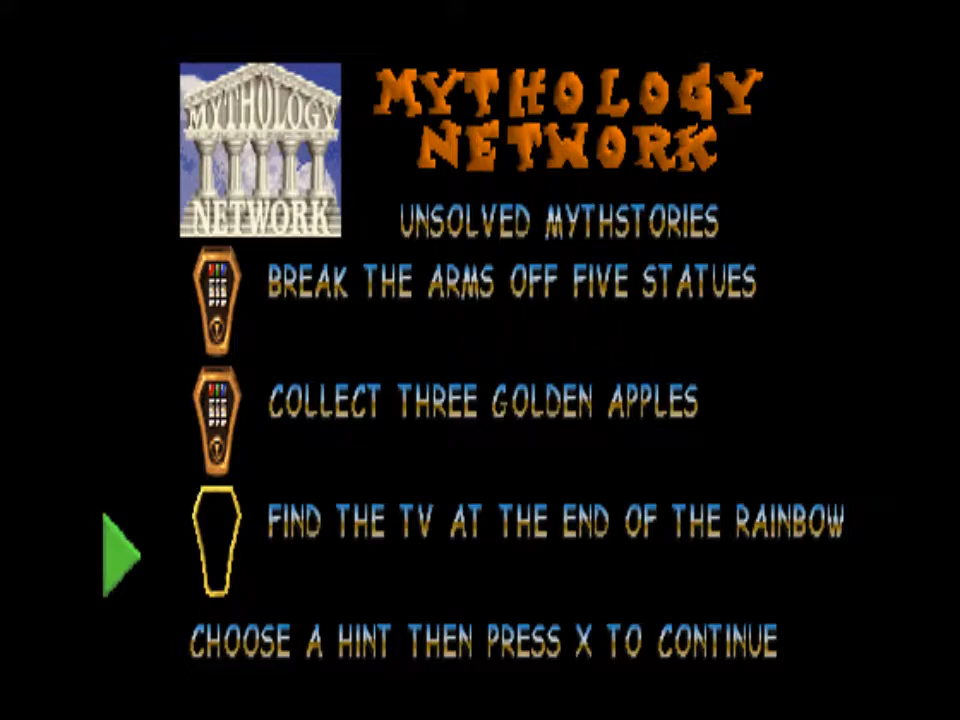 MYTHOLOGY
NETWORK
MYTHOLOGY
NETWORK
UNSOLVED MYTHSTORIES
BREAK THE ARMS OFF FIVE STATUES
COLLECT THREE GOLDEN APPLES
FIND THE TV AT THE END OF THE RAINBOW
CHOOSE A HINT THEN PRESS X TO CONTINUE